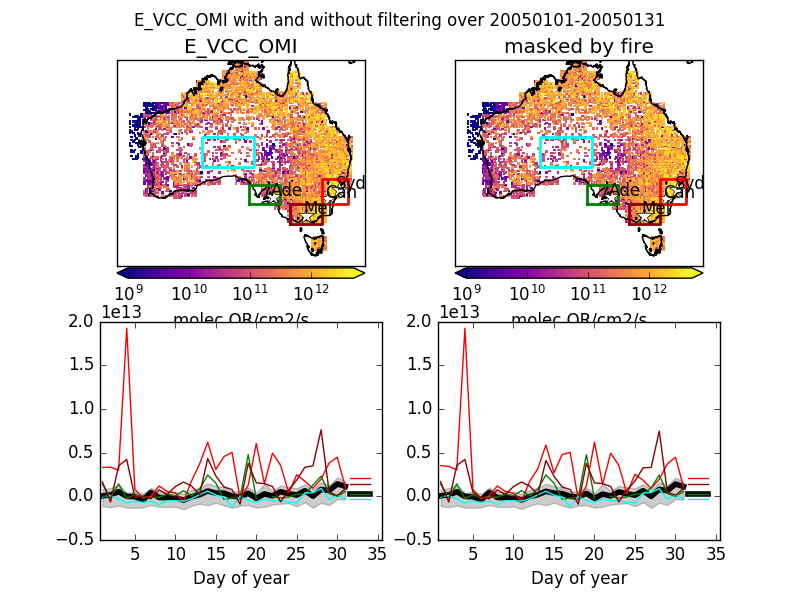 E_VCC_OMI with and without filtering over 20050101-20050131
E_VCC_OMI
masked by fire
Ade
Syd
Can
Mel
Ade
Syd
Can
Mel
10^9 10^10 10^11 10^12
10^9 10^10 10^11 10^12
molec OR/cm2/s
molec OR/cm2/s
1e13
1e13
2.0
1.5
1.0
0.5
0.0
−0.5
2.0
1.5
1.0
0.5
0.0
−0.5
5 10 15 20 25 30 35
5 10 15 20 25 30 35
Day of year
Day of year